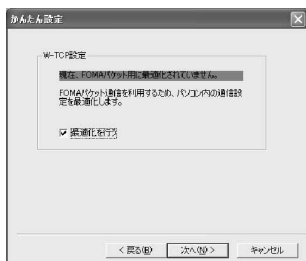 かんたん設定
W-TCP設定
現在、FOMAパケット用に最適化されていません。
FOMAパケット通信を利用するため、パソコン内の通信設
定を最適化します。
最適化を行う
< 戻る(B)
次へ(N) >
キャンセル